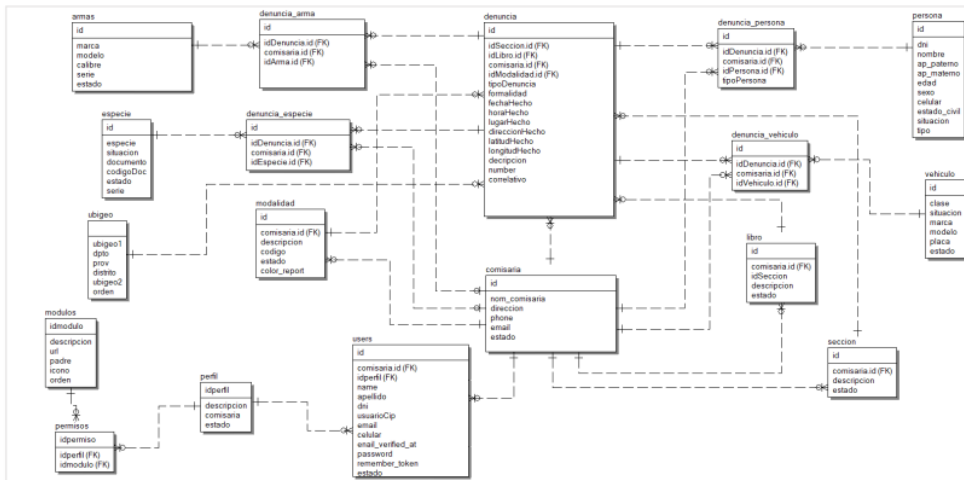 armas
id
marca
modelo
calibre
serie
estado
denuncia_arma
id
idDenuncia.id (FK)
comisaria.id (FK)
idArma.id (FK)
denuncia
id
idSeccion.id (FK)
idLibro.id (FK)
comisaria.id (FK)
idModalidad.id (FK)
tipoDenuncia
formalidad
fechaHecho
horaHecho
lugarHecho
direccionHecho
latitudHecho
longitudHecho
decripcion
number
correlativo
denuncia_persona
id
idDenuncia.id (FK)
comisaria.id (FK)
idPersona.id (FK)
tipoPersona
persona
id
dni
nombre
ap_paterno
ap_materno
edad
sexo
celular
estado_civil
situacion
tipo
especie
id
especie
situacion
documento
codigoDoc
estado
serie
denuncia_especie
id
idDenuncia.id (FK)
comisaria.id (FK)
idEspecie.id (FK)
denuncia_vehiculo
id
idDenuncia.id (FK)
comisaria.id (FK)
idVehiculo.id (FK)
vehiculo
id
clase
situacion
marca
modelo
placa
estado
ubigeo
id
ubigeo1
dpto
prov
distrito
ubigeo2
orden
modalidad
id
comisaria.id (FK)
descripcion
codigo
estado
color_report
libro
id
comisaria.id (FK)
idSeccion
descripcion
estado
comisaria
id
nom_comisaria
direccion
phone
email
estado
modulos
idmodulo
descripcion
url
padre
icono
orden
users
id
comisaria.id (FK)
idperfil (FK)
name
apellido
dni
usuarioCip
email
celular
enail_verified_at
password
remember_token
estado
seccion
id
comisaria.id (FK)
descripcion
estado
perfil
idperfil
descripcion
comisaria
estado
permisos
idpermiso
idperfil (FK)
idmodulo (FK)